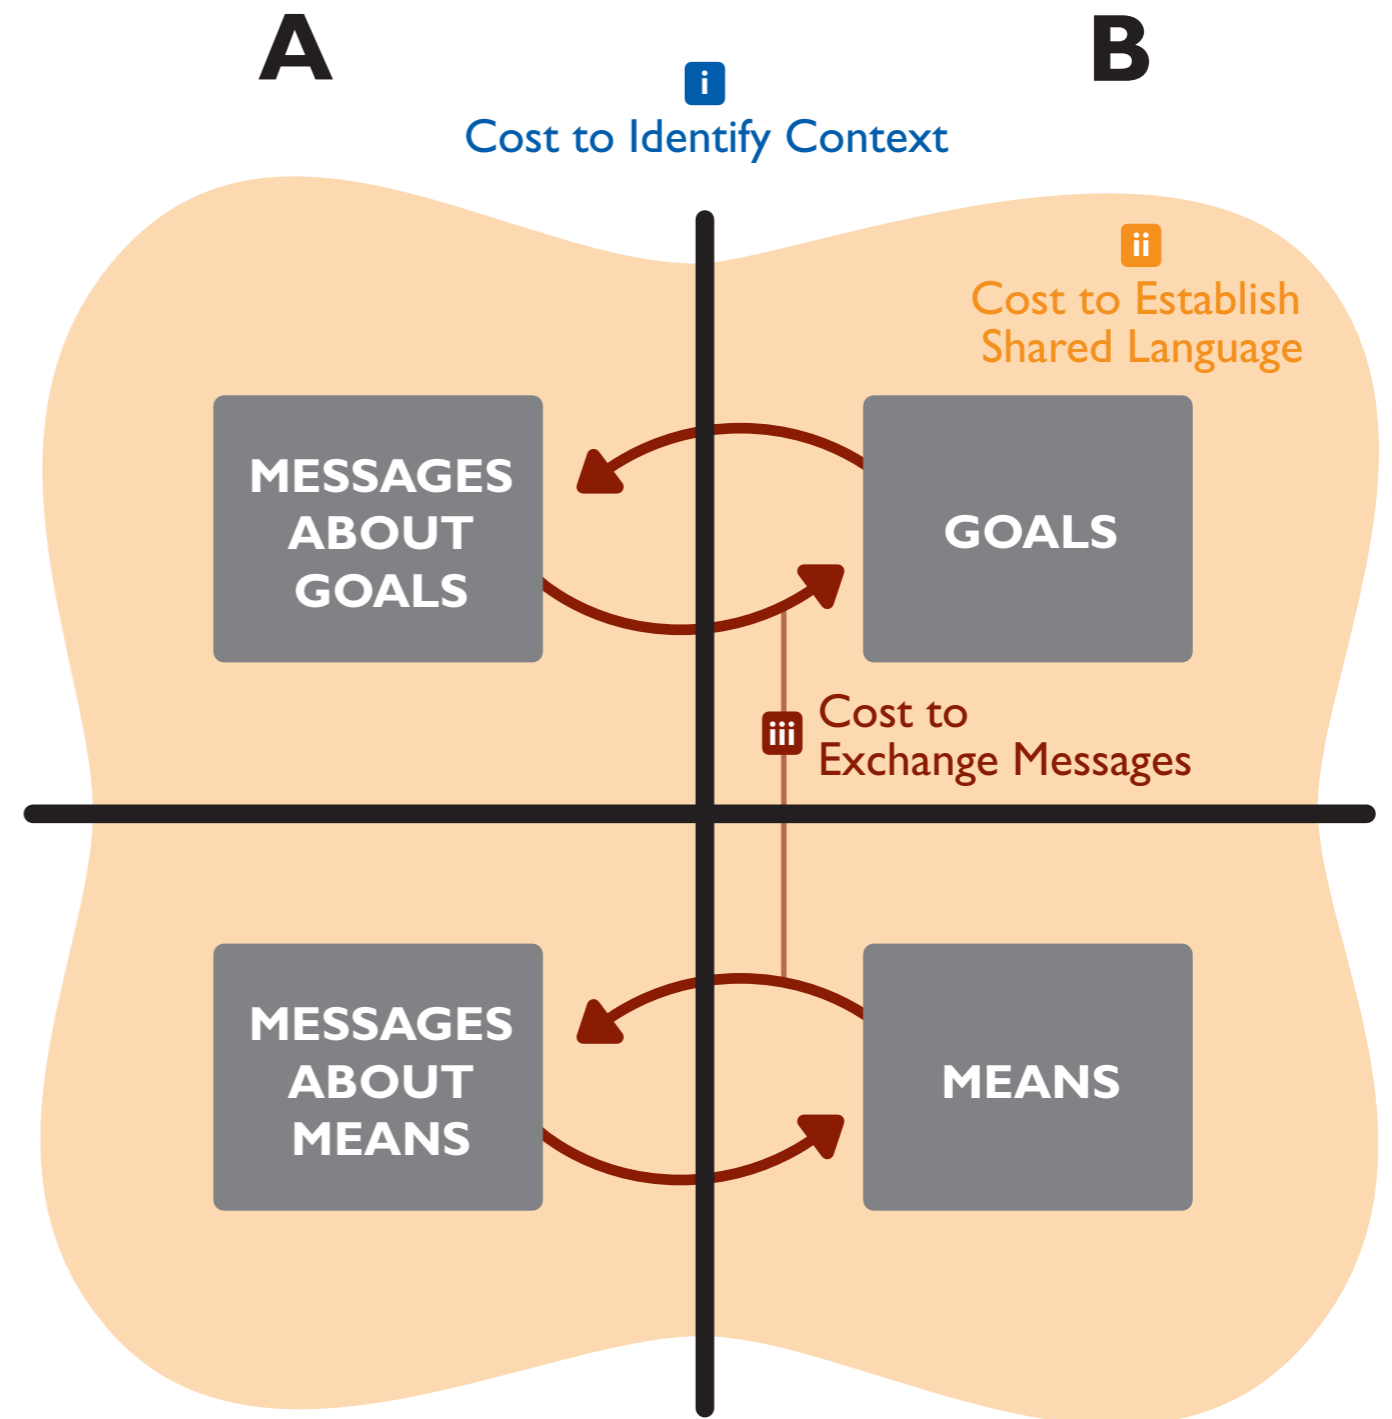 A
B
i
Cost to Identify Context
ii
Cost to Establish
Shared Language
MESSAGES
ABOUT
GOALS
GOALS
iii
Cost to
Exchange Messages
MESSAGES
ABOUT
MEANS
MEANS